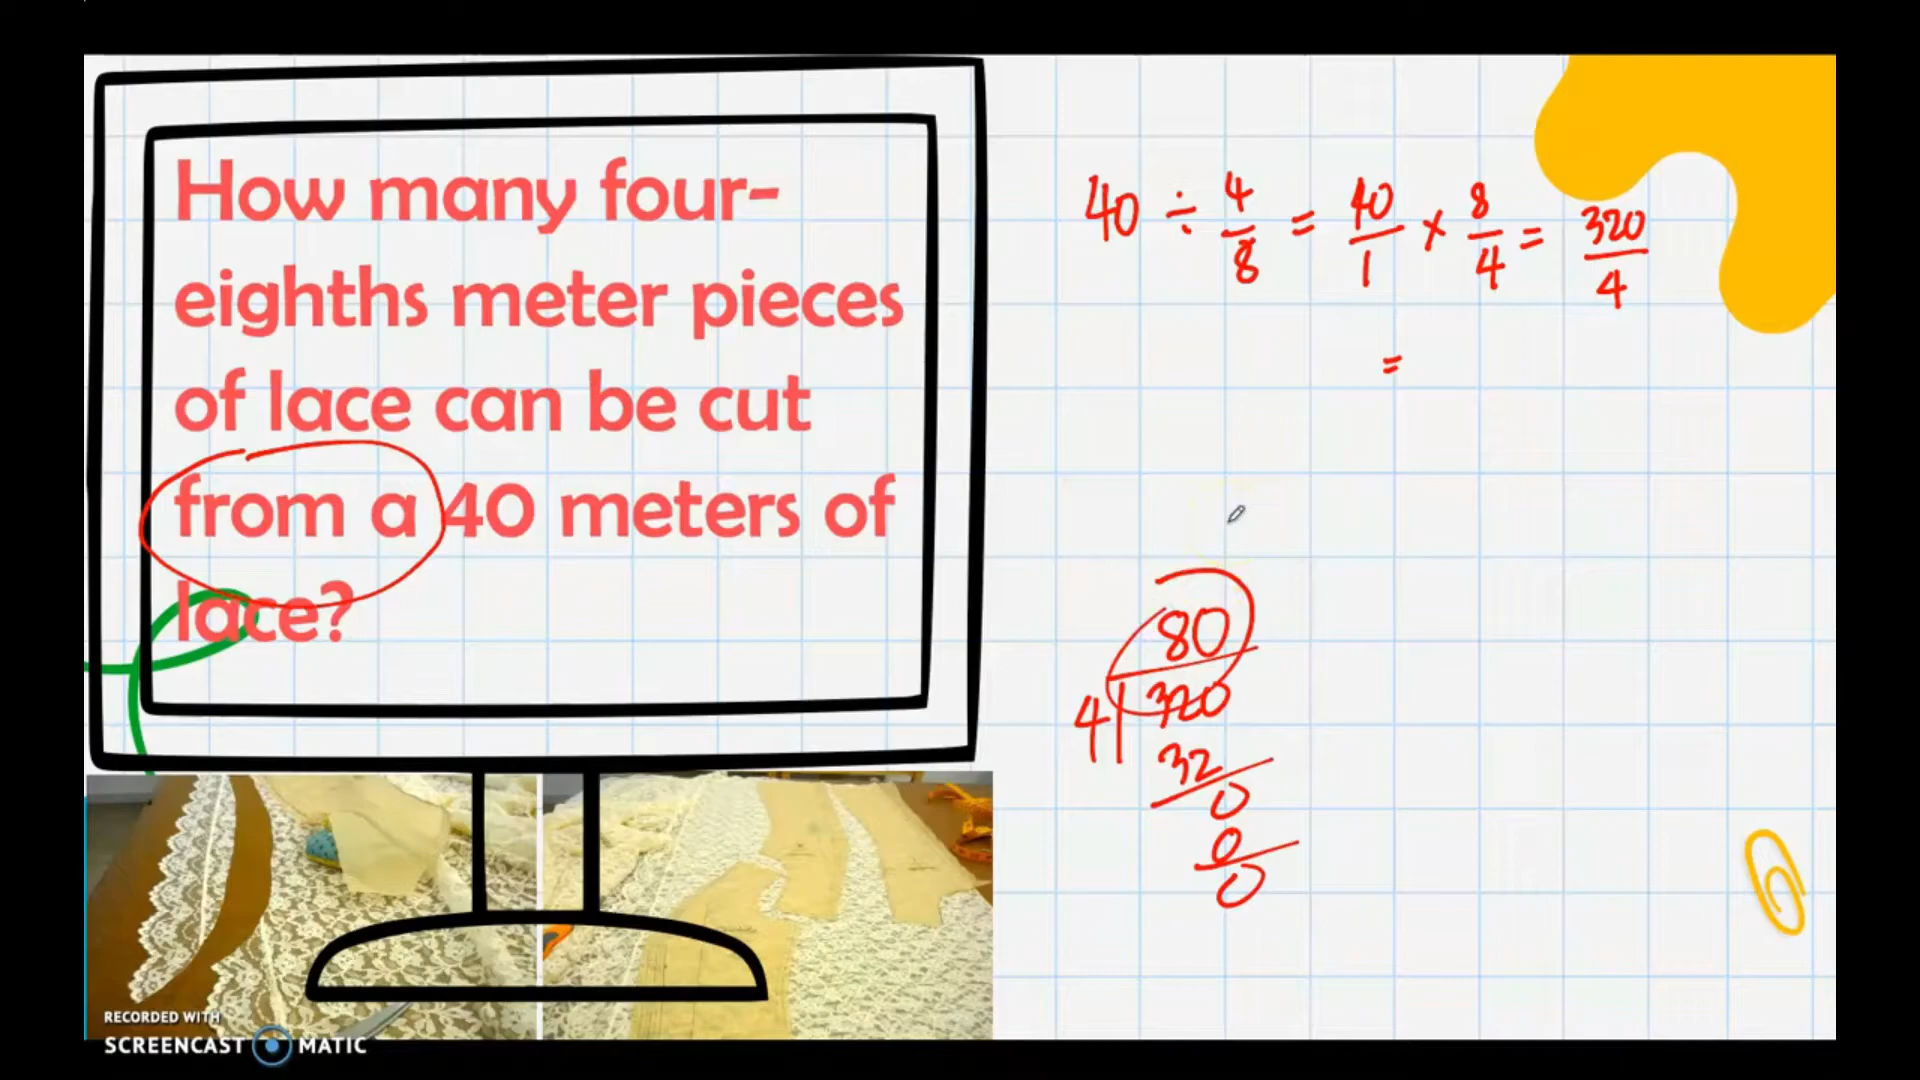 How many four-
eighths meter pieces
of lace can be cut
from a 40 meters of
lace?
40 ÷ 4/8 = 40/1 × 8/4 = 320/4
=
80
4 320
32
0
0
0
RECORDED WITH
SCREENCAST MATIC